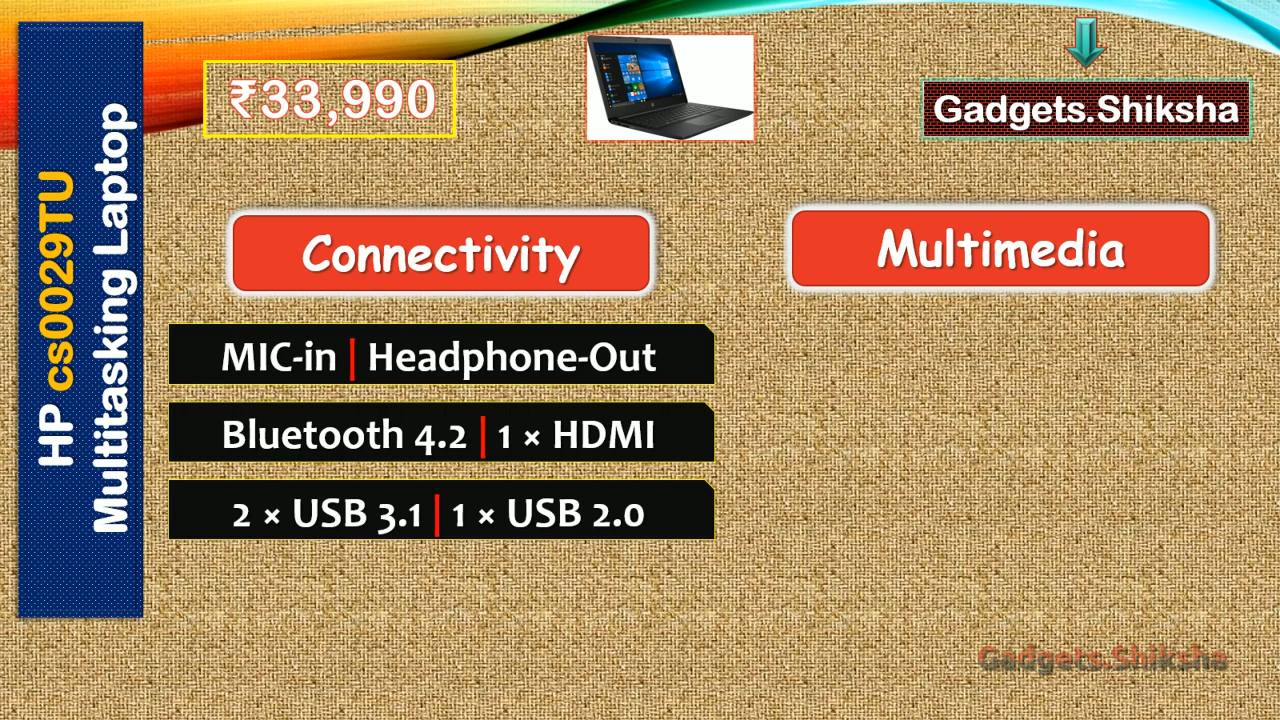 HP cs0029TU
Multitasking Laptop
₹33,990
Gadgets.Shiksha
Connectivity
Multimedia
MIC-in | Headphone-Out
Bluetooth 4.2 | 1 × HDMI
2 × USB 3.1 | 1 × USB 2.0
Gadgets.Shiksha